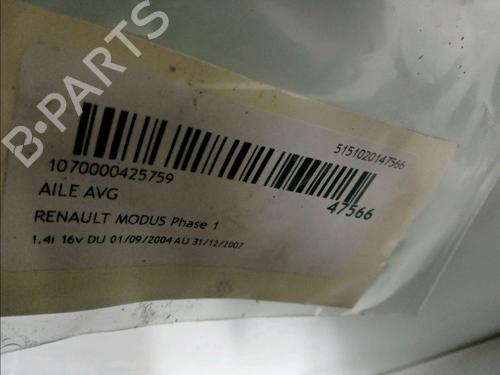 B-PARTS
5151020147566
1070000425759
47566
AILE AVG
RENAULT MODUS Phase 1
1.4i 16v DU 01/09/2004 AU 31/12/2007